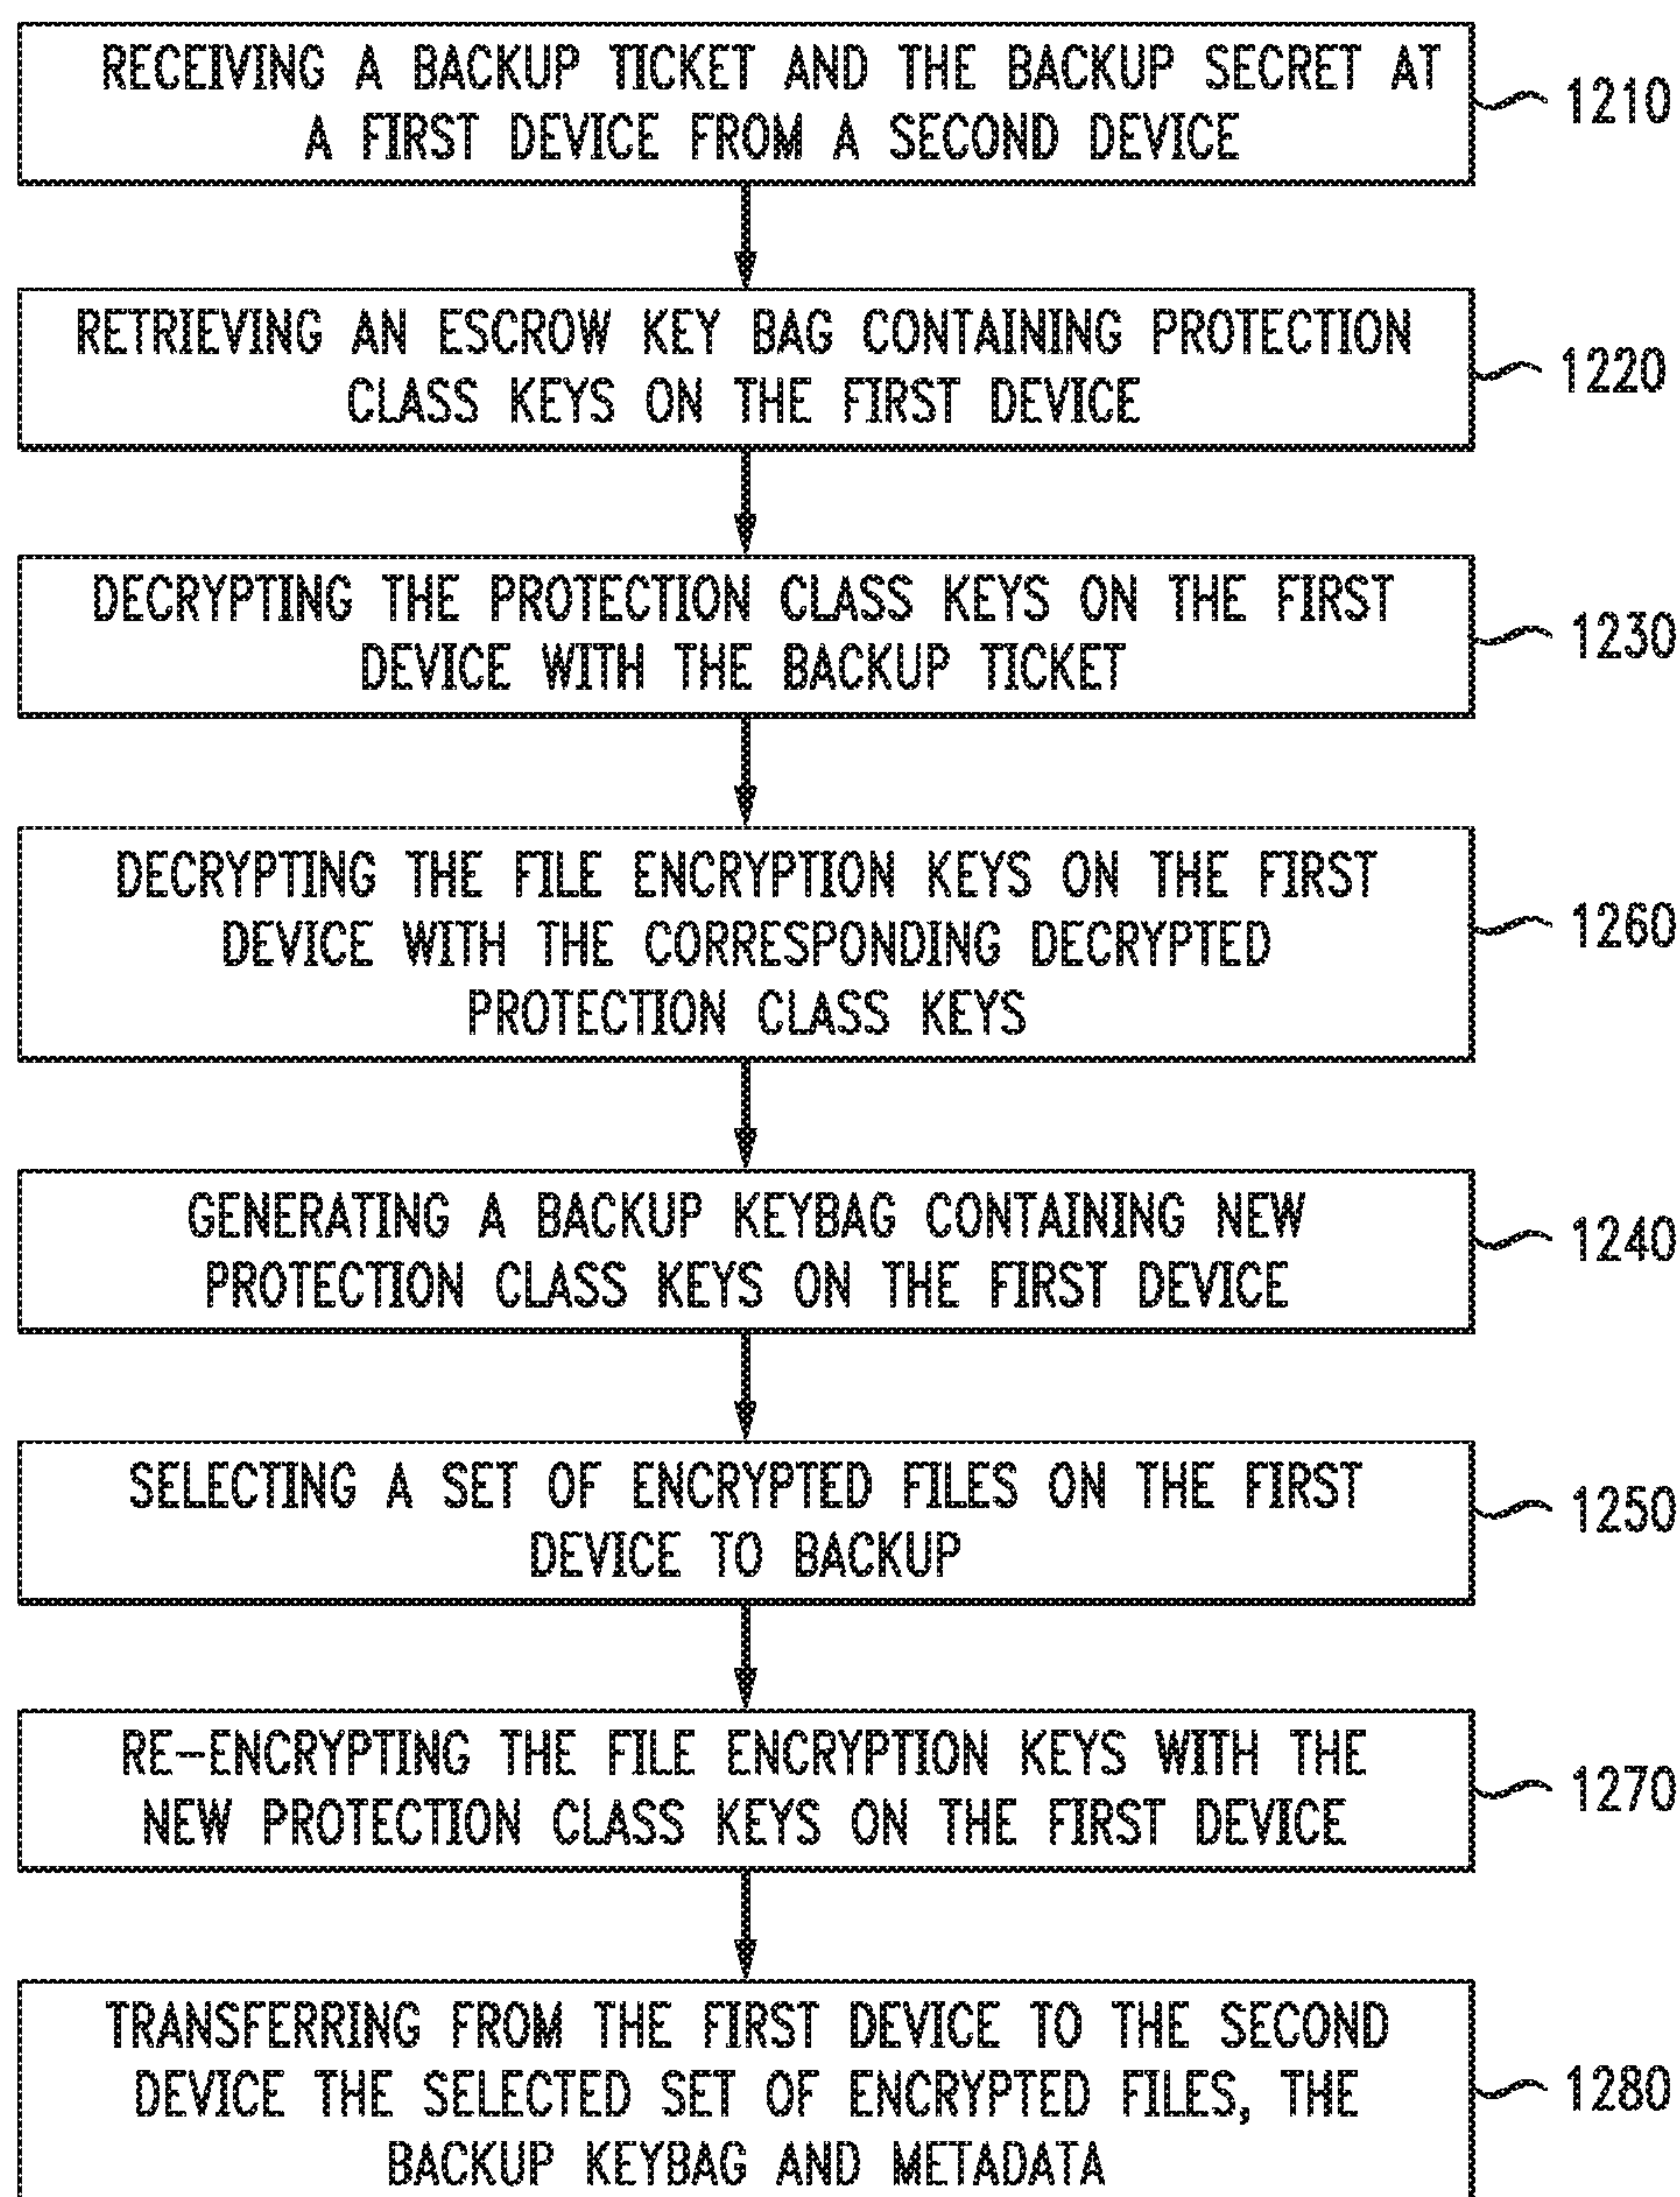 RECEIVING A BACKUP TICKET AND THE BACKUP SECRET AT
A FIRST DEVICE FROM A SECOND DEVICE
1210
RETRIEVING AN ESCROW KEY BAG CONTAINING PROTECTION
CLASS KEYS ON THE FIRST DEVICE
1220
DECRYPTING THE PROTECTION CLASS KEYS ON THE FIRST
DEVICE WITH THE BACKUP TICKET
1230
DECRYPTING THE FILE ENCRYPTION KEYS ON THE FIRST
DEVICE WITH THE CORRESPONDING DECRYPTED
PROTECTION CLASS KEYS
1260
GENERATING A BACKUP KEYBAG CONTAINING NEW
PROTECTION CLASS KEYS ON THE FIRST DEVICE
1240
SELECTING A SET OF ENCRYPTED FILES ON THE FIRST
DEVICE TO BACKUP
1250
RE-ENCRYPTING THE FILE ENCRYPTION KEYS WITH THE
NEW PROTECTION CLASS KEYS ON THE FIRST DEVICE
1270
TRANSFERRING FROM THE FIRST DEVICE TO THE SECOND
DEVICE THE SELECTED SET OF ENCRYPTED FILES, THE
BACKUP KEYBAG AND METADATA
1280